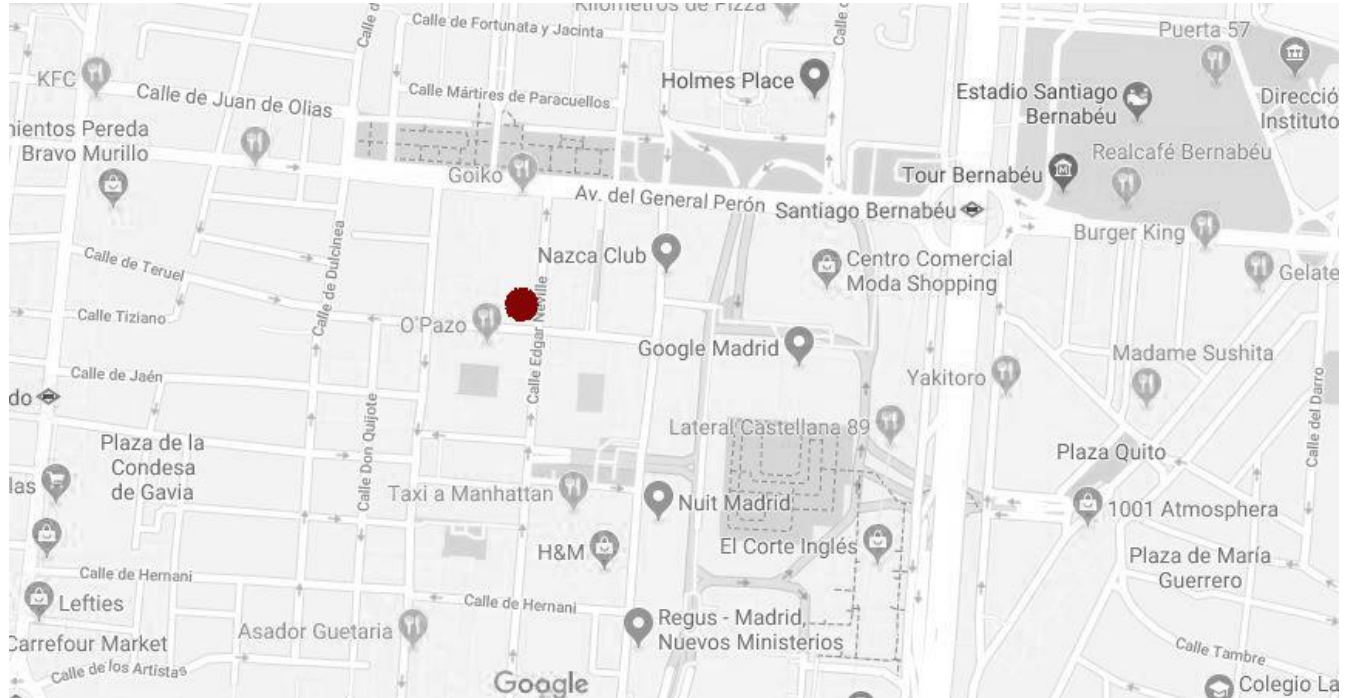 Kilómetros de Pizza
Calle de Fortunata y Jacinta
Puerta 57
KFC
Calle de Juan de Olias
Calle Mártires de Paracuellos
Holmes Place
Estadio Santiago
Bernabéu
Direcció
Instituto
mientos Pereda
Bravo Murillo
Goiko
Av. del General Perón
Santiago Bernabéu
Tour Bernabéu
Realcafé Bernabéu
Burger King
Gelate
Calle de Teruel
Calle de Dulcinea
Nazca Club
Centro Comercial
Moda Shopping
Calle Tiziano
O'Pazo
Calle Edgar Neville
Google Madrid
Madame Sushita
Yakitoro
Calle de Jaén
do
Calle Don Quijote
Lateral Castellana 89
Calle del Darro
Plaza de la
Condesa
de Gavia
Plaza Quito
las
Taxi a Manhattan
Nuit Madrid
1001 Atmosphera
H&M
El Corte Inglés
Plaza de María
Guerrero
Calle de Hernani
Lefties
Calle de Hernani
Carrefour Market
Asador Guetaria
Regus - Madrid,
Nuevos Ministerios
Calle Tambre
Calle de los Artistas
Google
Colegio La